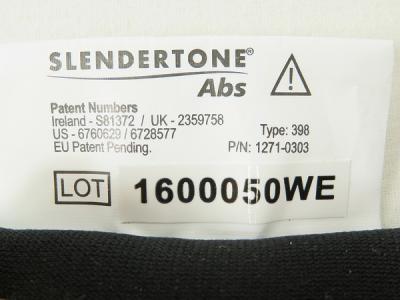 SLENDERTONE®
Abs
Patent Numbers
Ireland - S81372 / UK - 2359758
US - 6760629 / 6728577
EU Patent Pending.
Type: 398
P/N: 1271-0303
LOT 1600050WE